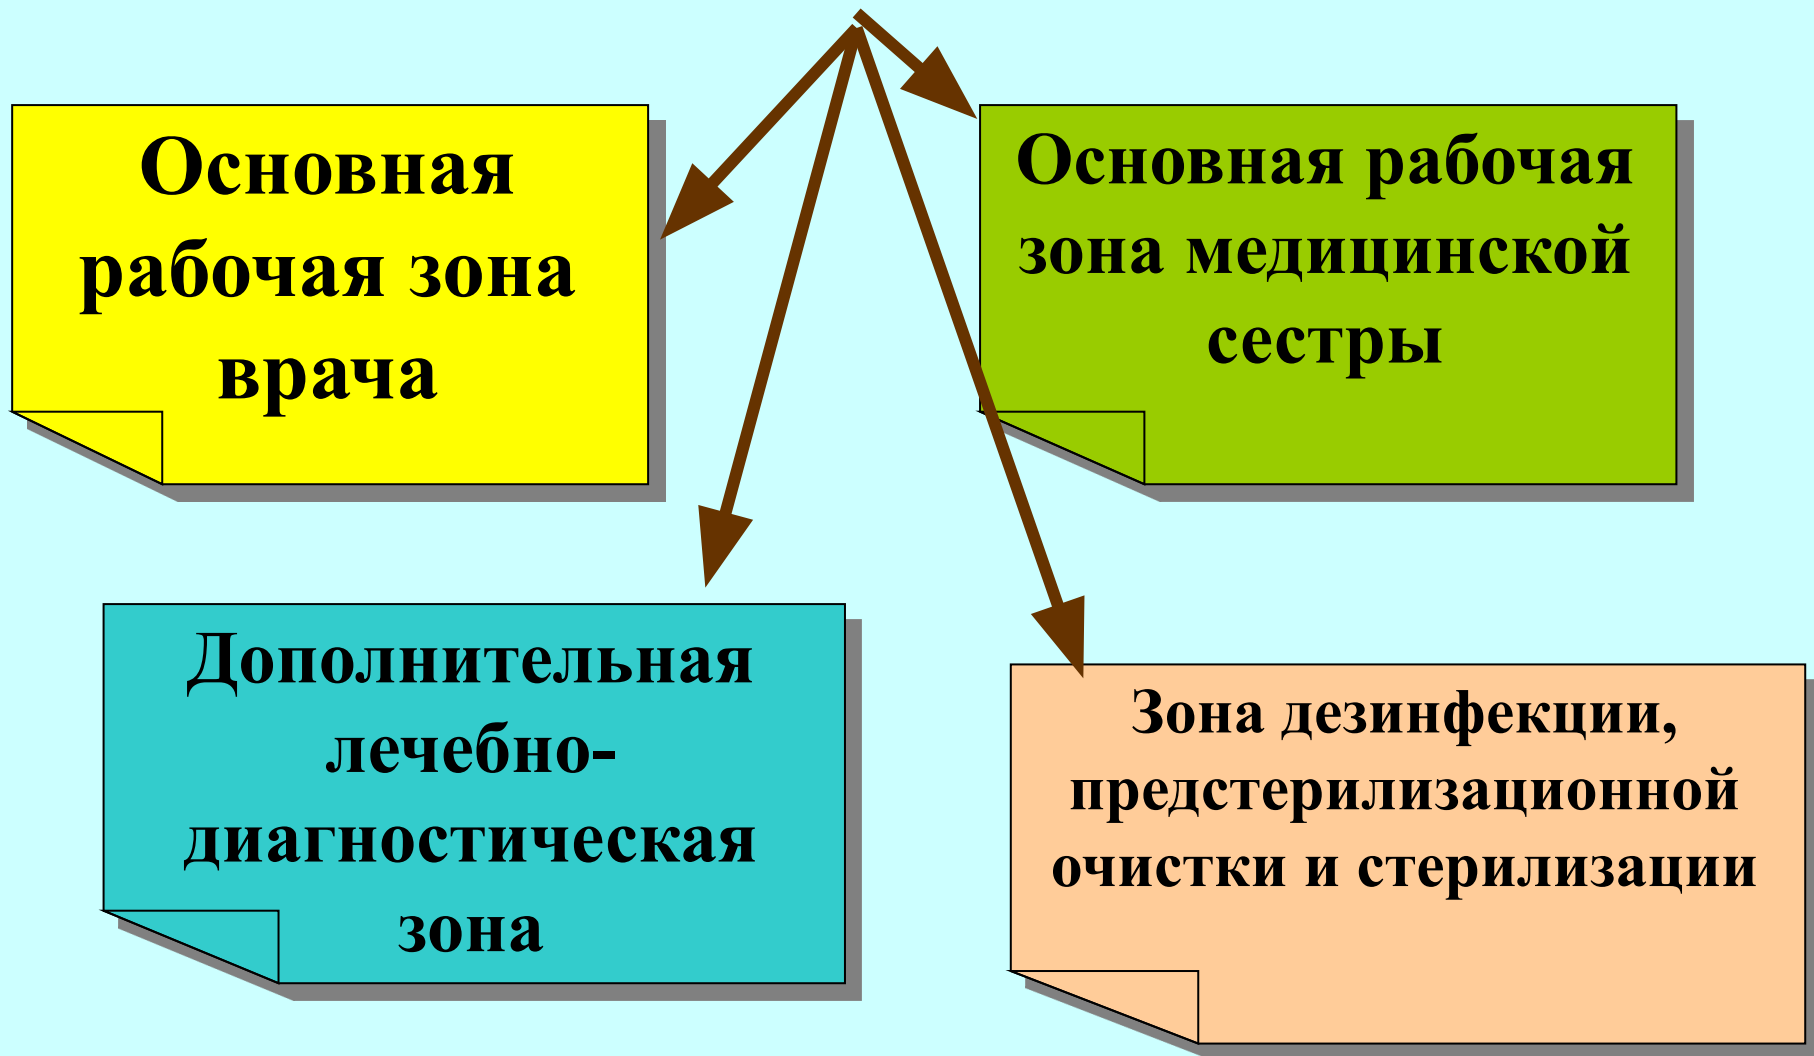 Основная
рабочая зона
врача
Основная рабочая
зона медицинской
сестры
Дополнительная
лечебно-
диагностическая
зона
Зона дезинфекции,
предстерилизационной
очистки и стерилизации